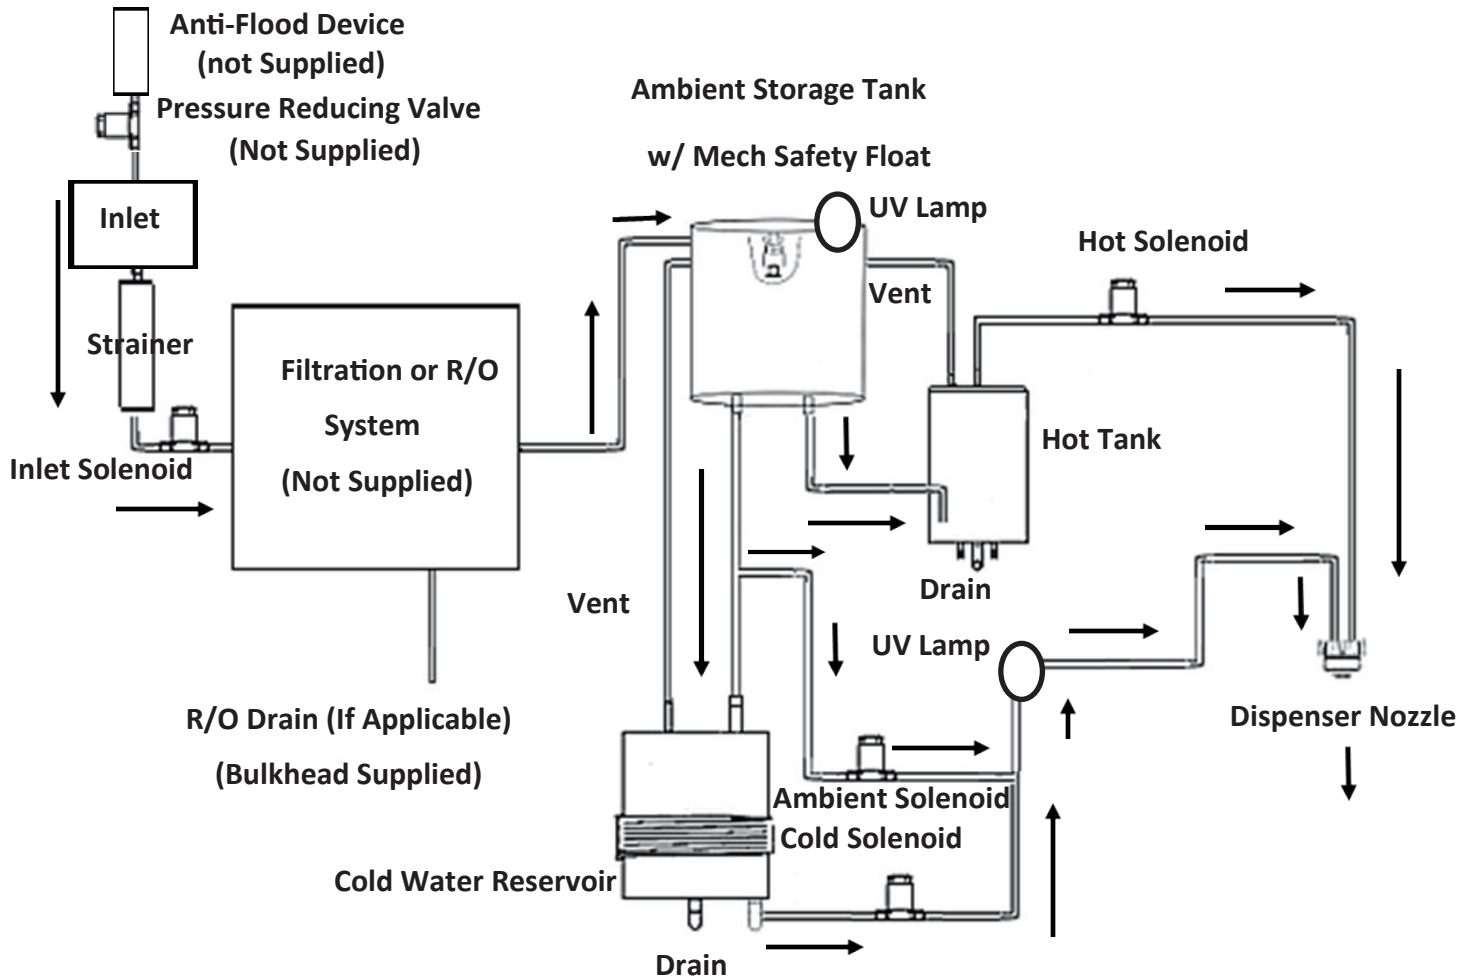 Anti-Flood Device
(not Supplied)
Pressure Reducing Valve
(Not Supplied)
Ambient Storage Tank
w/ Mech Safety Float
UV Lamp
Inlet
Hot Solenoid
Vent
Strainer
Filtration or R/O
System
(Not Supplied)
Hot Tank
Inlet Solenoid
Vent
Drain
UV Lamp
R/O Drain (If Applicable)
(Bulkhead Supplied)
Dispenser Nozzle
Ambient Solenoid
Cold Solenoid
Cold Water Reservoir
Drain